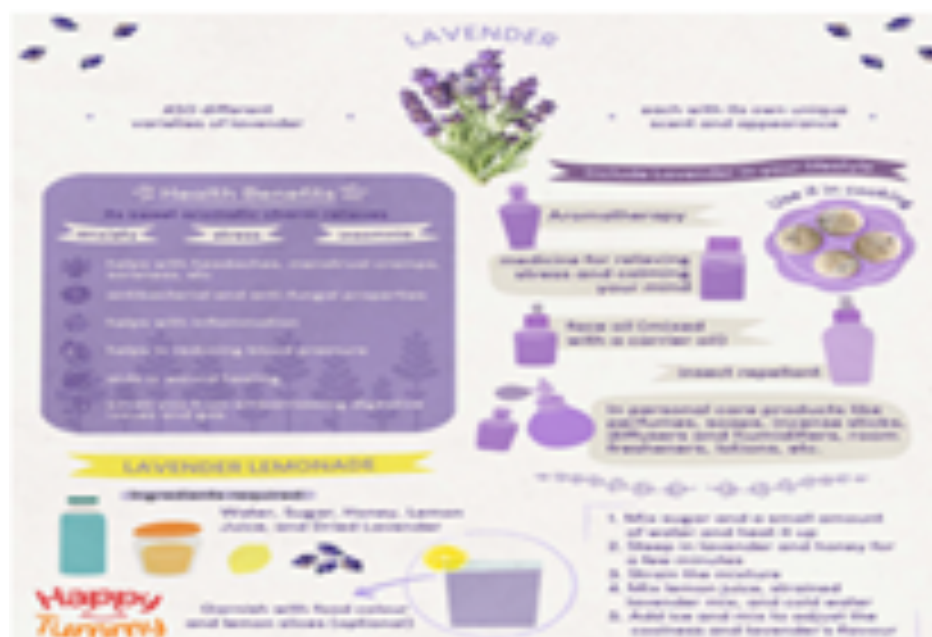 LAVENDER
450 different
varieties of lavender
each with its own unique
scent and appearance
Health Benefits
its sweet aromatic charm relieves
anxiety
stress
insomnia
helps with headaches, menstrual cramps,
soreness, etc.
antibacterial and anti fungal properties
helps with inflammation
helps in reducing blood pressure
aids in wound healing
Include Lavender in your lifestyle
Use it in cooking
Aromatherapy
medicine for relaxing
stress and calming
your mind
face oil (mixed
with a carrier oil)
insect repellent
In personal care products like
perfumes, soaps, incense sticks,
diffusers and humidifiers, room
fresheners, lotions, etc.
LAVENDER LEMONADE
Ingredients required
Water, Sugar, Honey, Lemon
Juice, and Dried Lavender
Garnish with food colour
and lemon slices (optional)
1. Mix sugar and a small amount
of water and heat it up
2. Steep in lavender and honey for
a few minutes
3. Strain the mixture
4. Mix lemon juice, strained
lavender mix, and cold water
5. Add ice and mix to adjust the
coolness and lavender's flavour
Happy